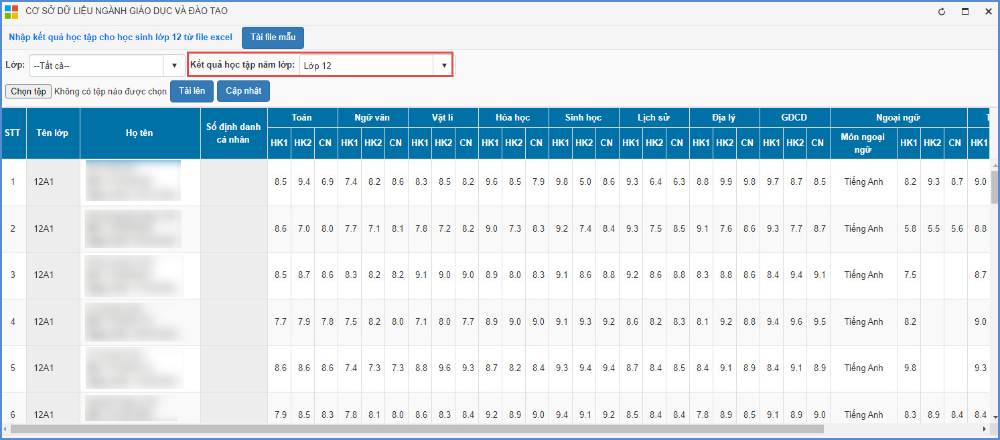 CƠ SỞ DỮ LIỆU NGÀNH GIÁO DỤC VÀ ĐÀO TẠO
Nhập kết quả học tập cho học sinh lớp 12 từ file excel Tải file mẫu
Lớp: --Tất cả-- Kết quả học tập năm lớp: Lớp 12
Chọn tệp Không có tệp nào được chọn Tải lên Cập nhật
STT Tên lớp Họ tên Số định danh cá nhân Toán Ngữ văn Vật lí Hóa học Sinh học Lịch sử Địa lý GDCD Ngoại ngữ
HK1 HK2 CN HK1 HK2 CN HK1 HK2 CN HK1 HK2 CN HK1 HK2 CN HK1 HK2 CN HK1 HK2 CN HK1 HK2 CN Môn ngoại ngữ HK1 HK2 CN HK1
1 12A1 8.5 9.4 6.9 7.4 8.2 8.6 8.3 8.5 8.2 9.6 8.5 7.9 9.8 5.0 8.6 9.3 6.4 6.3 8.8 9.9 9.8 9.7 8.7 8.5 Tiếng Anh 8.2 9.3 8.7 9.0
2 12A1 8.6 7.0 8.0 7.7 7.1 8.1 7.8 7.2 8.2 9.0 7.3 8.3 9.2 7.4 8.4 9.3 7.5 8.5 9.1 7.6 8.6 9.3 7.7 8.7 Tiếng Anh 5.8 5.5 5.6 8.8
3 12A1 8.5 8.7 8.6 8.3 8.2 8.2 9.1 9.0 9.0 8.9 8.0 8.3 9.1 8.6 8.8 9.2 8.6 8.8 8.3 8.8 8.6 8.4 9.4 9.1 Tiếng Anh 7.5 8.7
4 12A1 7.7 7.9 7.8 7.5 8.2 8.0 7.1 8.0 7.7 8.9 9.0 9.0 9.1 9.3 9.2 8.6 8.2 8.3 8.1 9.2 8.8 9.4 9.6 9.5 Tiếng Anh 8.2 9.0
5 12A1 8.6 8.6 8.6 7.4 7.3 7.3 8.8 9.6 9.3 8.7 8.2 8.4 9.3 9.4 9.4 8.7 8.4 8.5 8.4 9.1 8.9 8.4 9.1 8.9 Tiếng Anh 9.8 9.3
6 12A1 7.9 8.5 8.3 7.8 8.1 8.0 8.6 8.3 8.4 9.2 8.9 9.0 9.4 9.1 9.2 8.5 8.4 8.4 7.8 8.9 8.5 9.1 8.9 9.0 Tiếng Anh 8.3 8.9 8.4 8.4